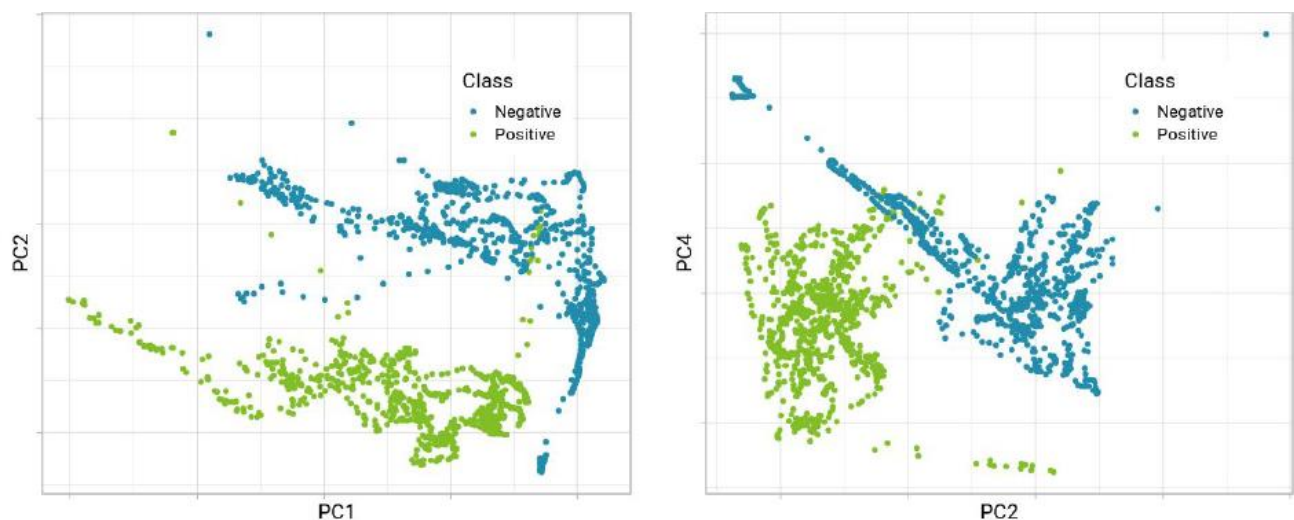 Class
Negative
Positive
PC2
PC1
Class
Negative
Positive
PC4
PC2